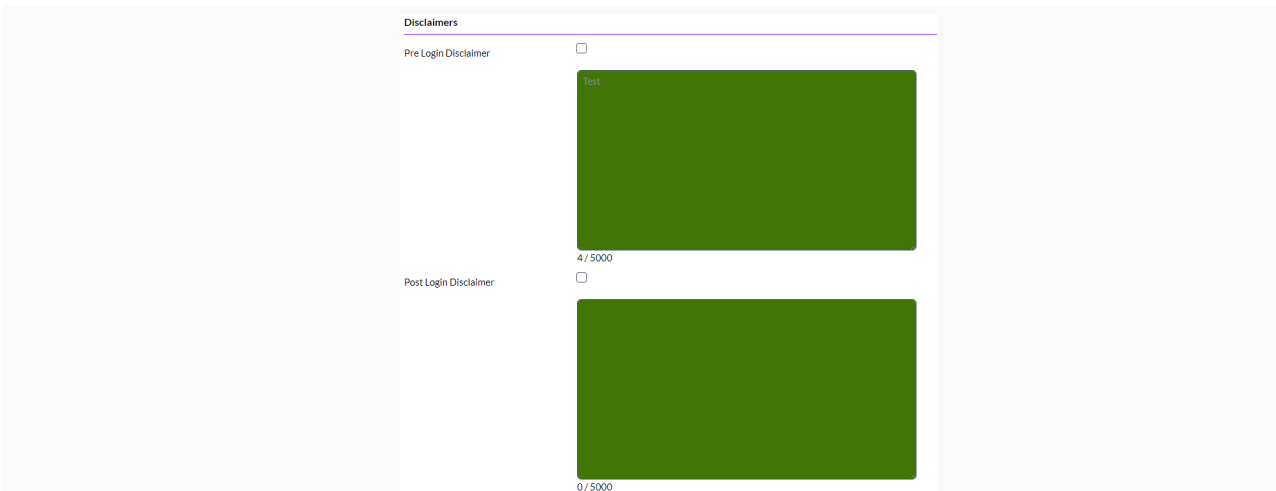 Disclaimers
Pre Login Disclaimer
Test
4 / 5000
Post Login Disclaimer
0 / 5000